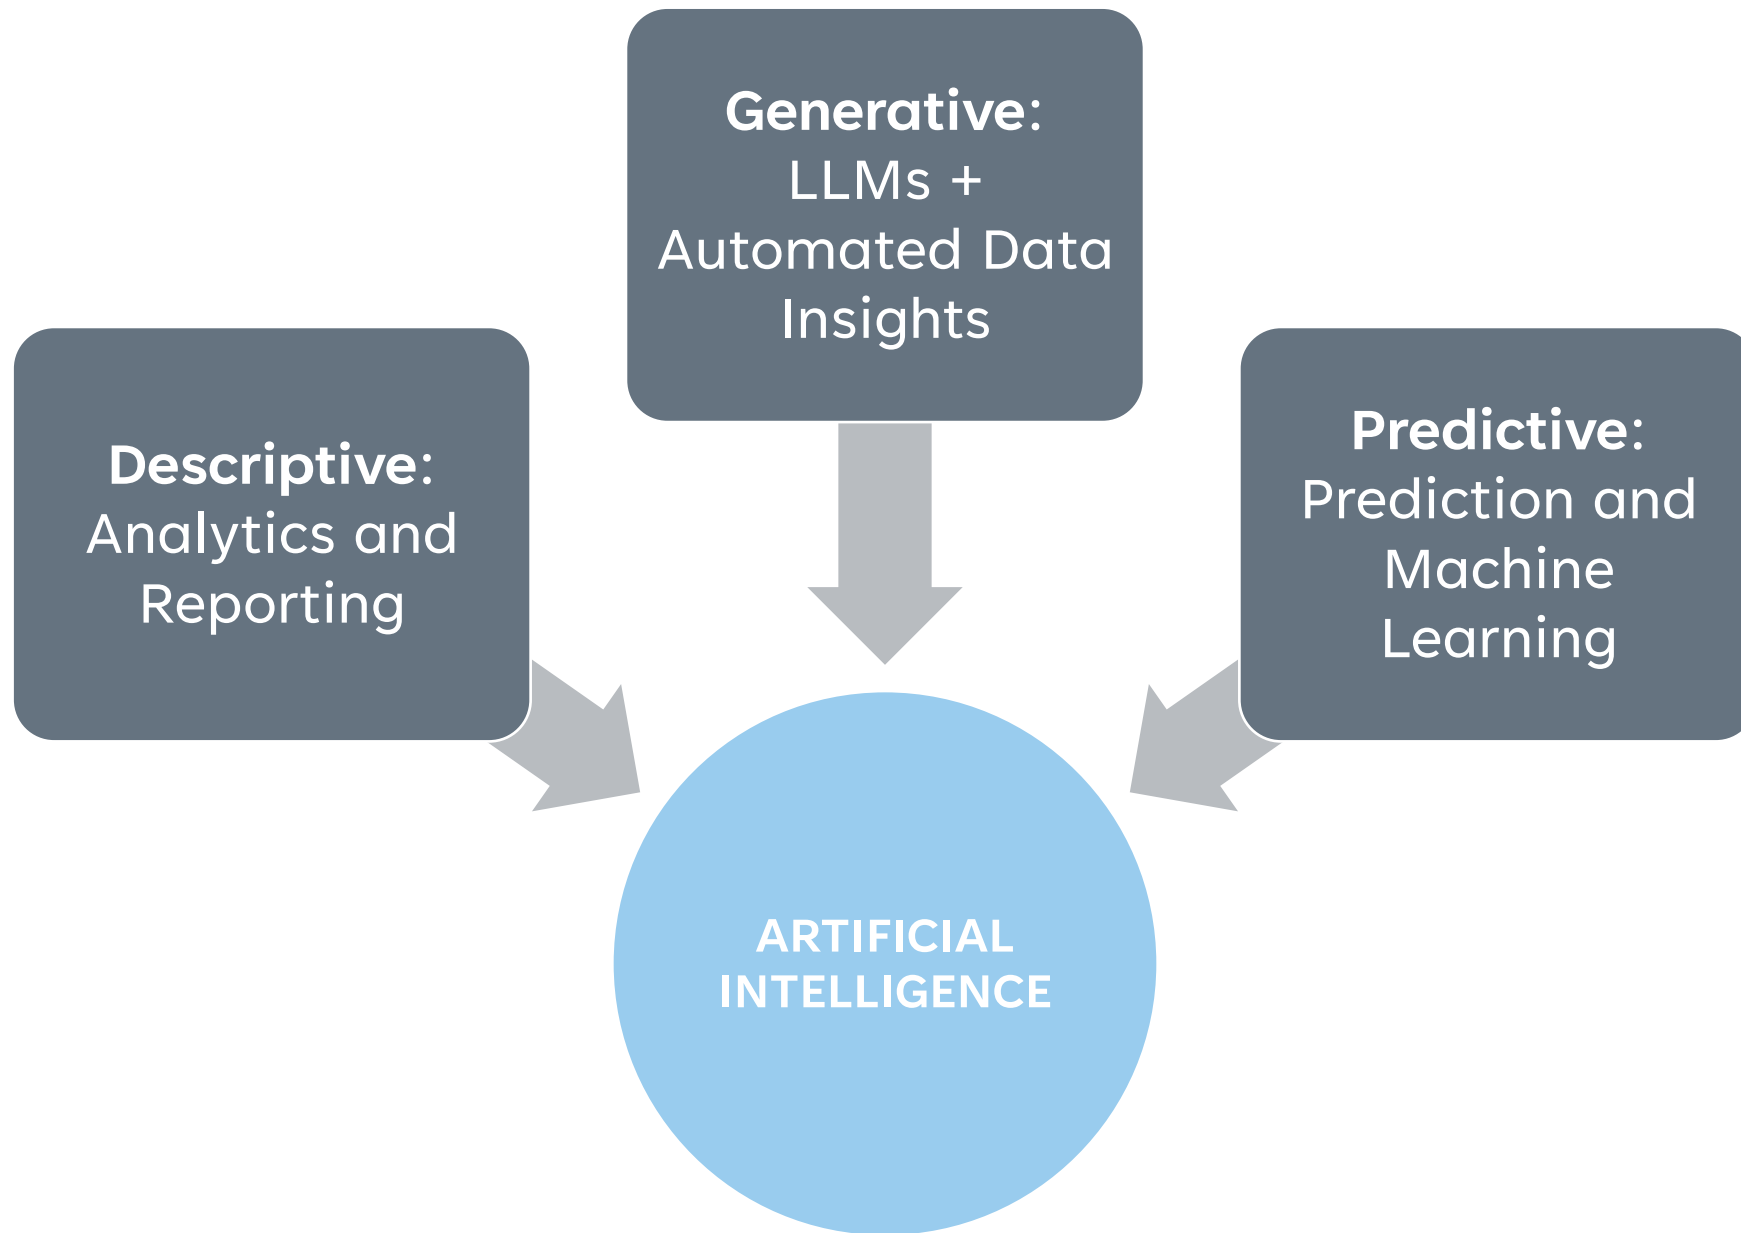 Generative:
LLMs +
Automated Data
Insights
Descriptive:
Analytics and
Reporting
Predictive:
Prediction and
Machine
Learning
ARTIFICIAL
INTELLIGENCE